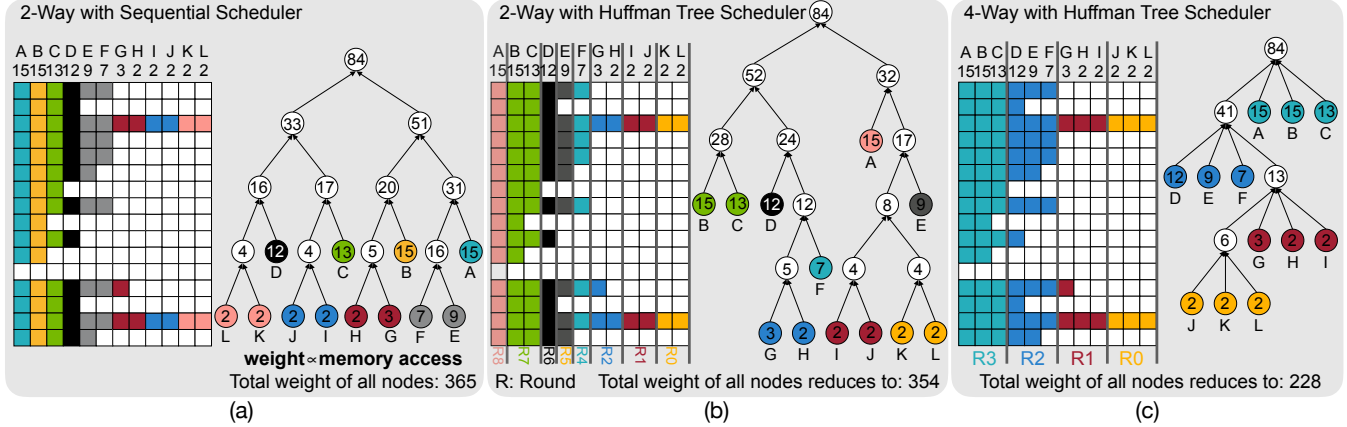 2-Way with Sequential Scheduler
A B C D E F G H I J K L
15 15 13 12 9 7 3 2 2 2 2 2
84
33 51
16 17 20 31
4 12 4 13 5 15 16 15
D C B A
2 2 2 2 2 3 7 9
L K J I H G F E
weight∝memory access
Total weight of all nodes: 365
(a)
2-Way with Huffman Tree Scheduler
A B C D E F G H I J K L
15 15 13 12 9 7 3 2 2 2 2 2
84
52 32
28 24 15 17
A
15 13 12 12 8 9
B C D E
5 7 4 4
F
3 2 2 2 2 2
G H I J K L
R8 R7 R6 R5 R4 R2 R1 R0
R: Round
Total weight of all nodes reduces to: 354
(b)
4-Way with Huffman Tree Scheduler
A B C D E F G H I J K L
15 15 13 12 9 7 3 2 2 2 2 2
84
41 15 15 13
A B C
12 9 7 13
D E F
6 3 2 2
G H I
2 2 2
J K L
R3 R2 R1 R0
Total weight of all nodes reduces to: 228
(c)